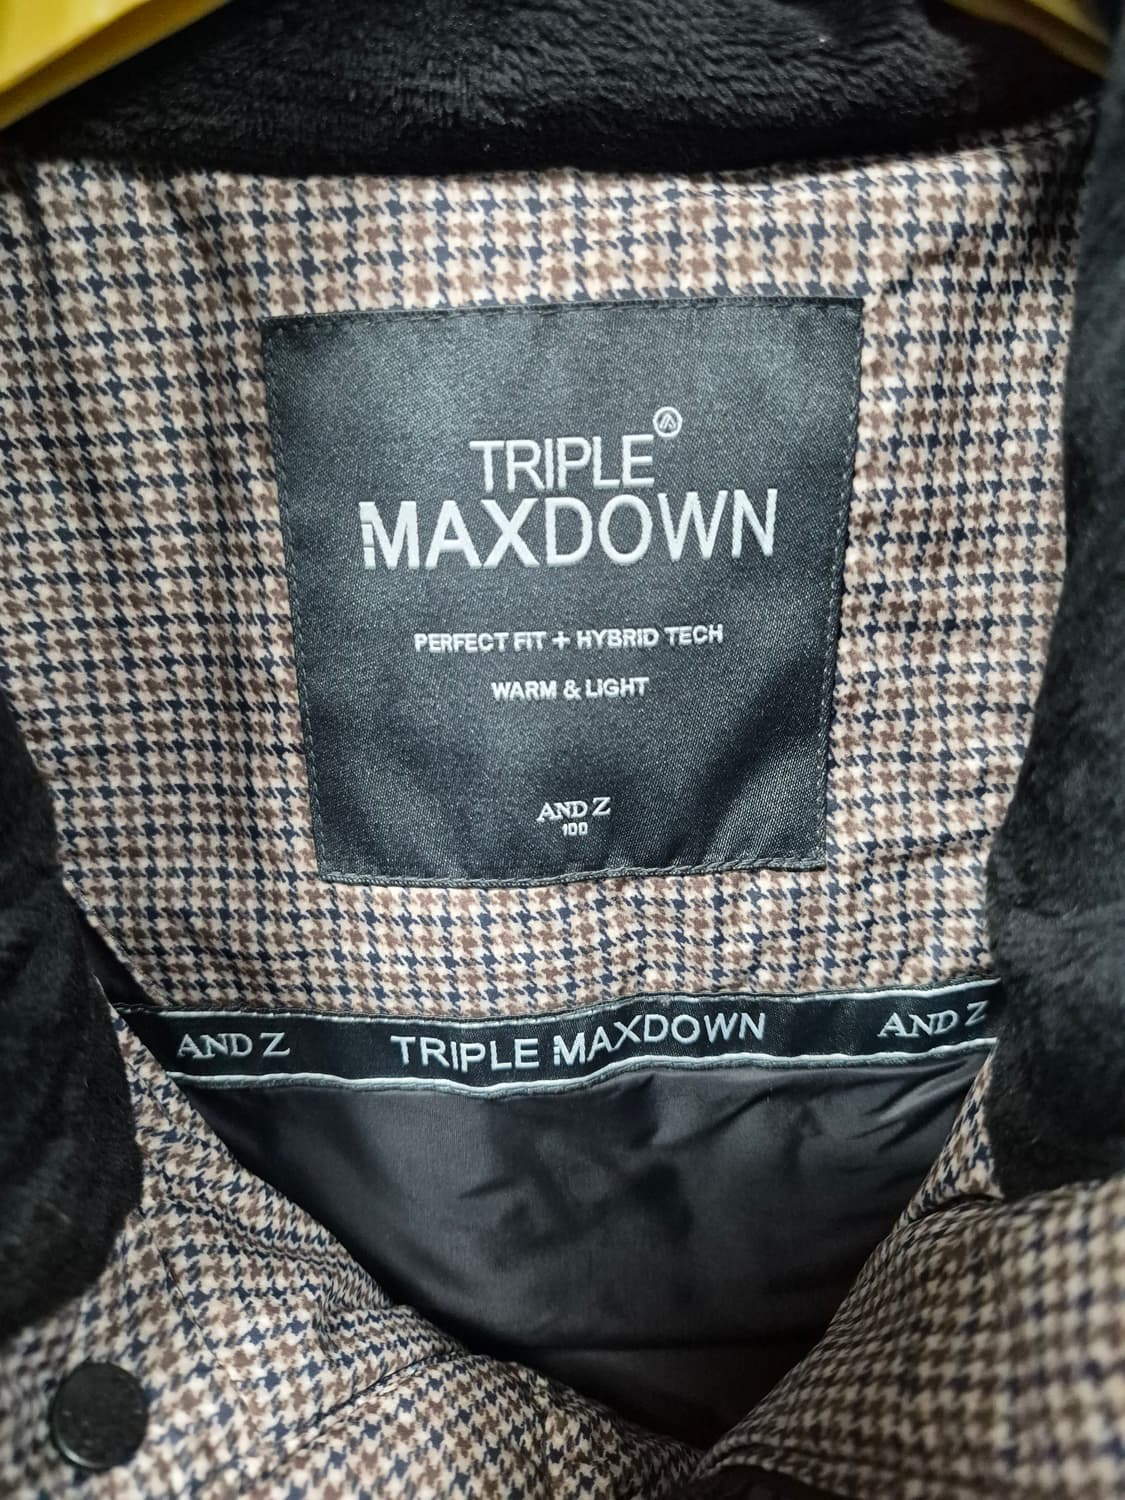 TRIPLE
MAXDOWN
PERFECT FIT + HYBRID TECH
WARM & LIGHT
AND Z
100
AND Z TRIPLE MAXDOWN AND Z